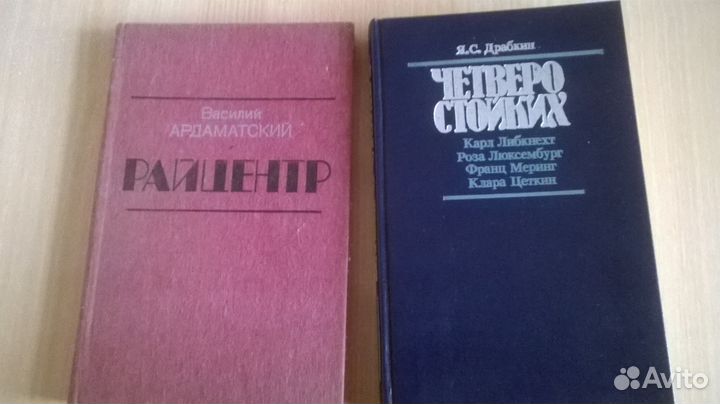 Василий
АРДАМАТСКИЙ
РАЙЦЕНТР
Я.С. Драбкин
ЧЕТВЕРО
СТОЙКИХ
Карл Либкнехт
Роза Люксембург
Франц Меринг
Клара Цеткин
Avito